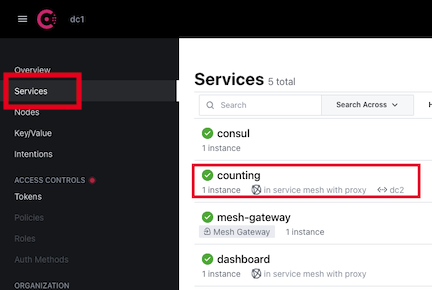 dc1
Overview
Services
Nodes
Key/Value
Intentions
ACCESS CONTROLS
Tokens
Policies
Roles
Auth Methods
ORGANIZATION
Services 5 total
Search
Search Across
consul
1 instance
counting
1 instance in service mesh with proxy dc2
mesh-gateway
Mesh Gateway 1 instance
dashboard
1 instance in service mesh with proxy